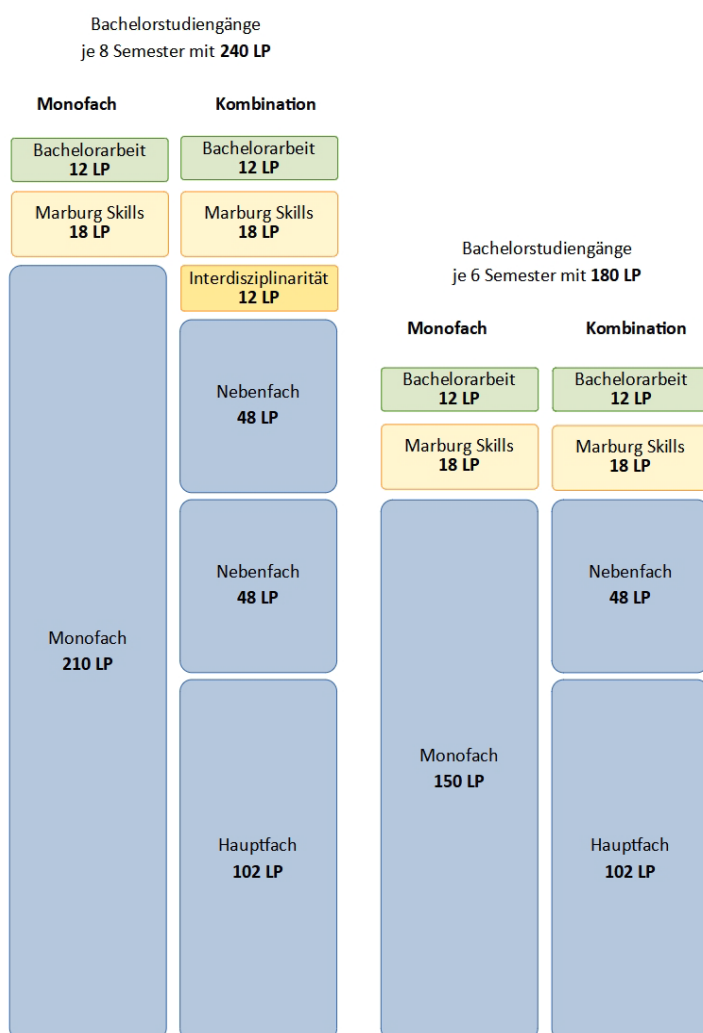 Bachelorstudiengänge
je 8 Semester mit 240 LP
Monofach
Kombination
Bachelorarbeit
12 LP
Marburg Skills
18 LP
Monofach
210 LP
Bachelorarbeit
12 LP
Marburg Skills
18 LP
Interdisziplinarität
12 LP
Nebenfach
48 LP
Nebenfach
48 LP
Hauptfach
102 LP
Bachelorstudiengänge
je 6 Semester mit 180 LP
Monofach
Kombination
Bachelorarbeit
12 LP
Marburg Skills
18 LP
Monofach
150 LP
Bachelorarbeit
12 LP
Marburg Skills
18 LP
Nebenfach
48 LP
Hauptfach
102 LP